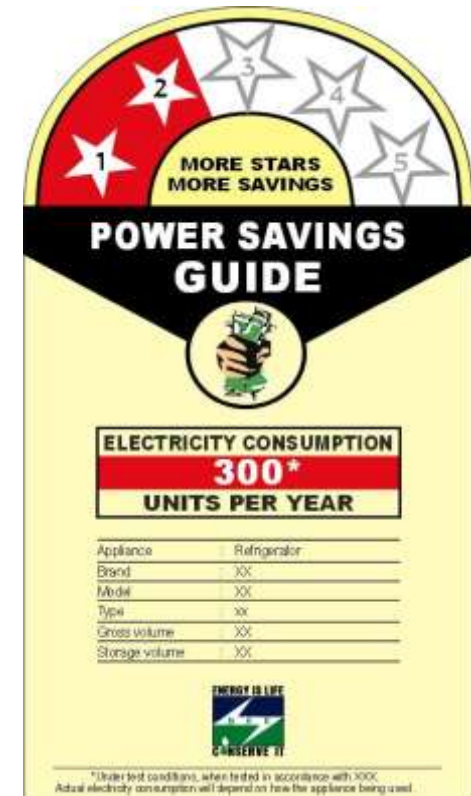 1 2 3 4 5
MORE STARS
MORE SAVINGS
POWER SAVINGS
GUIDE
ELECTRICITY CONSUMPTION
300*
UNITS PER YEAR
Appliance : Refrigerator
Brand : XX
Model : XX
Type : xx
Gross volume : XX
Storage volume : XX
ENERGY IS LIFE
BEE
CONSERVE IT
*Under test conditions, when tested in accordance with XXX.
Actual electricity consumption will depend on how the appliance being used.